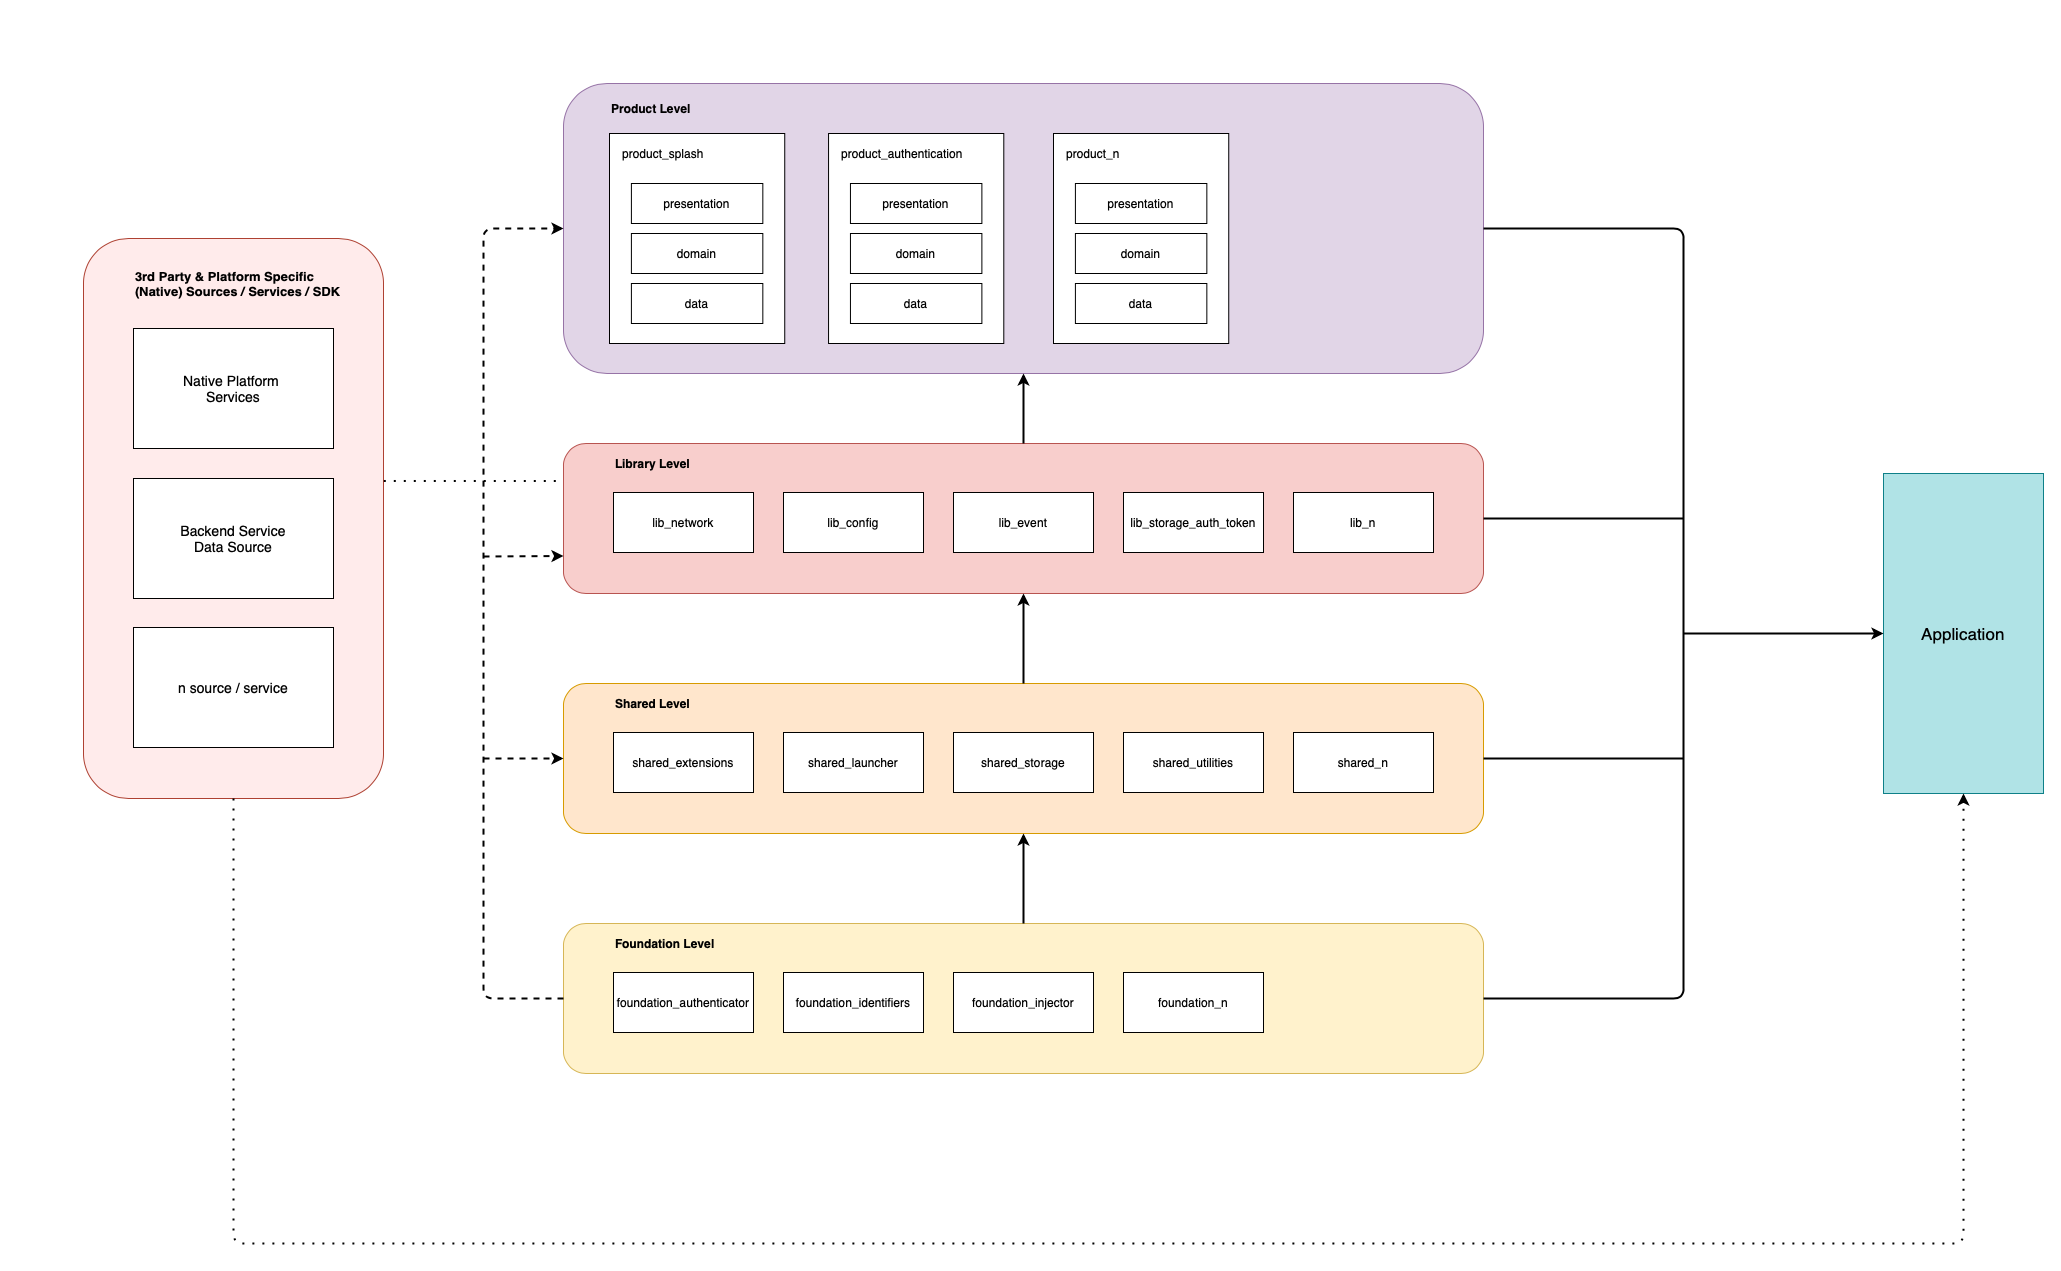 Product Level
product_splash
presentation
domain
data
product_authentication
presentation
domain
data
product_n
presentation
domain
data
3rd Party & Platform Specific
(Native) Sources / Services / SDK
Native Platform
Services
Backend Service
Data Source
n source / service
Library Level
lib_network
lib_config
lib_event
lib_storage_auth_token
lib_n
Shared Level
shared_extensions
shared_launcher
shared_storage
shared_utilities
shared_n
Foundation Level
foundation_authenticator
foundation_identifiers
foundation_injector
foundation_n
Application